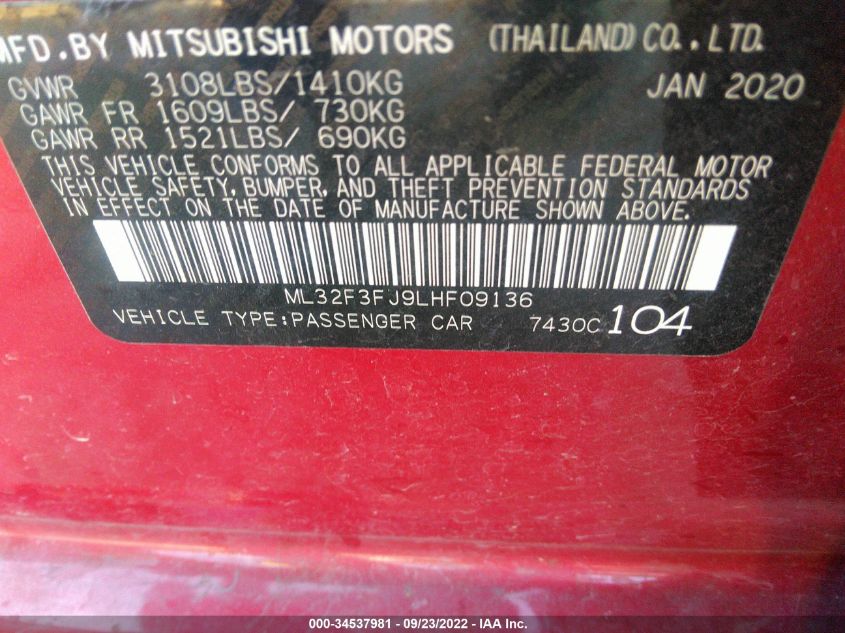 MFD.BY MITSUBISHI MOTORS (THAILAND) CO.,LTD.
GVWR 3108LBS/1410KG JAN 2020
GAWR FR 1609LBS/ 730KG
GAWR RR 1521LBS/ 690KG
THIS VEHICLE CONFORMS TO ALL APPLICABLE FEDERAL MOTOR
VEHICLE SAFETY, BUMPER, AND THEFT PREVENTION STANDARDS
IN EFFECT ON THE DATE OF MANUFACTURE SHOWN ABOVE.
ML32F3FJ9LHF09136
VEHICLE TYPE:PASSENGER CAR 7430C 104
000-34537981 - 09/23/2022 - IAA Inc.